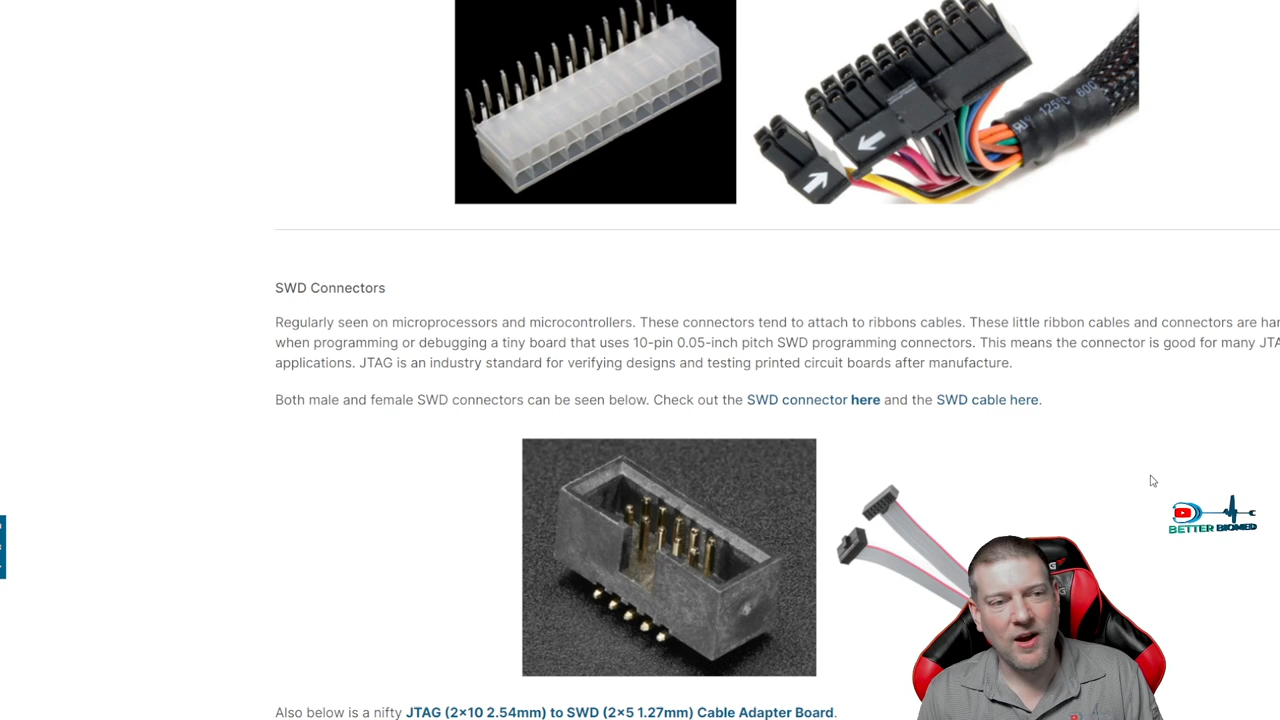 125°C 600
SWD Connectors
Regularly seen on microprocessors and microcontrollers. These connectors tend to attach to ribbons cables. These little ribbon cables and connectors are har
when programming or debugging a tiny board that uses 10-pin 0.05-inch pitch SWD programming connectors. This means the connector is good for many JTA
applications. JTAG is an industry standard for verifying designs and testing printed circuit boards after manufacture.
Both male and female SWD connectors can be seen below. Check out the SWD connector here and the SWD cable here.
BETTER BIOMED
Also below is a nifty JTAG (2×10 2.54mm) to SWD (2×5 1.27mm) Cable Adapter Board.